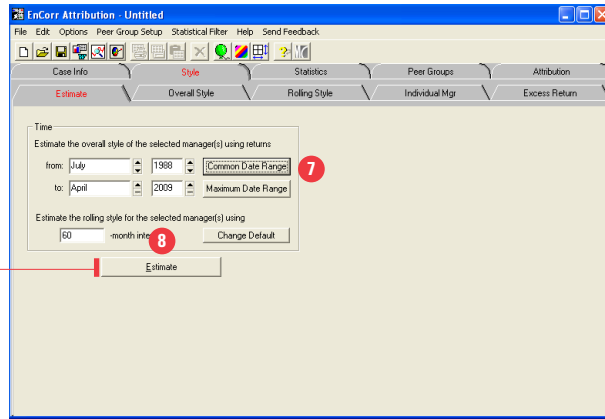 EnCorr Attribution - Untitled
File Edit Options Peer Group Setup Statistical Filter Help Send Feedback
Case Info Style Statistics Peer Groups Attribution
Estimate Overall Style Rolling Style Individual Mgr Excess Return
Time
Estimate the overall style of the selected manager(s) using returns
from: July 1988 Common Date Range 7
to: April 2009 Maximum Date Range
Estimate the rolling style for the selected manager(s) using
60 -month inte 8 Change Default
Estimate